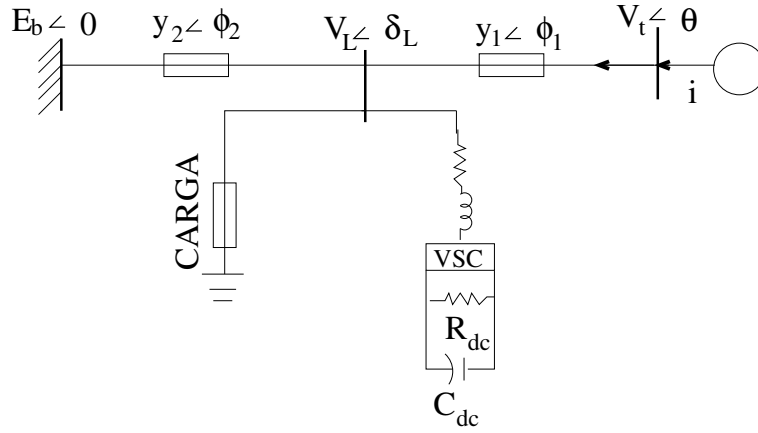 E_b∠ 0
y_2∠ ϕ_2
V_L∠ δ_L
y_1∠ ϕ_1
V_t∠ θ
i
CARGA
VSC
R_dc
C_dc